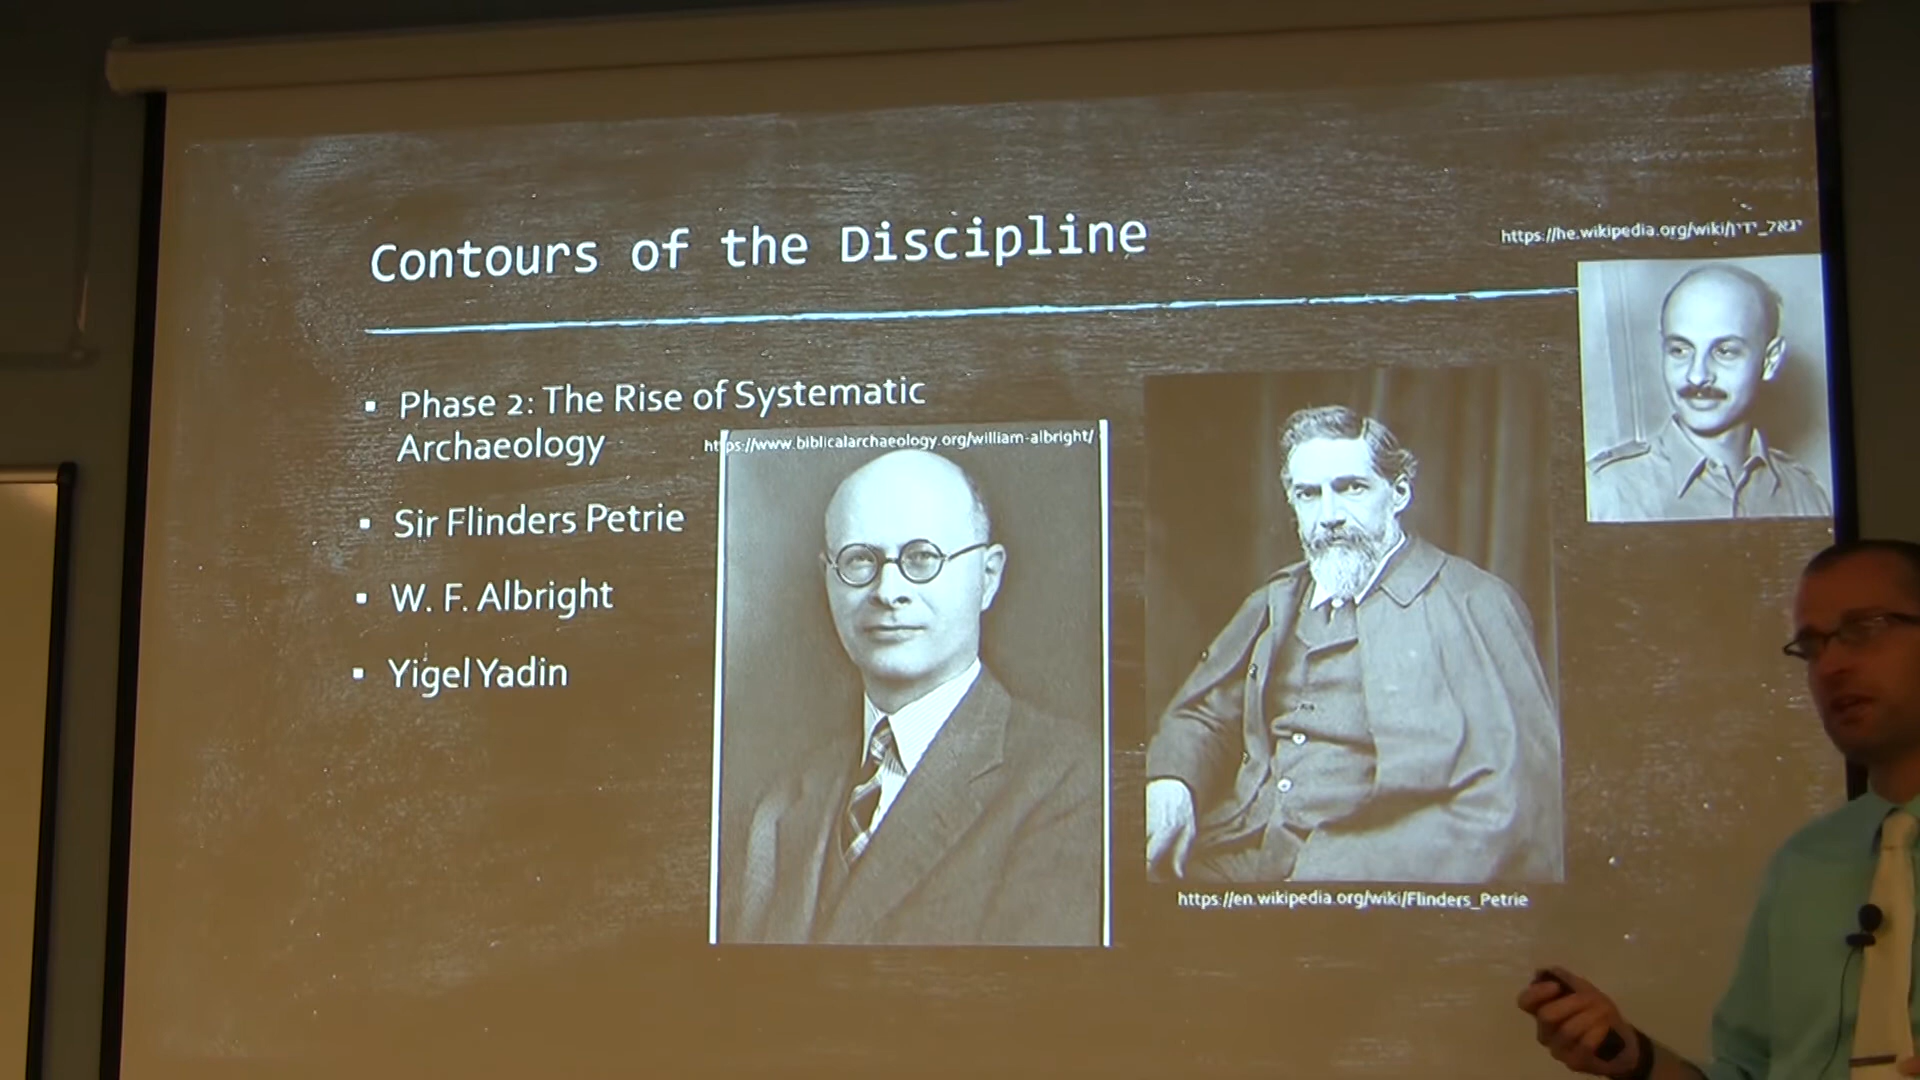 Contours of the Discipline
https://he.wikipedia.org/wiki/יגאל_ידין
Phase 2: The Rise of Systematic
Archaeology
https://www.biblicalarchaeology.org/william-albright/
Sir Flinders Petrie
W. F. Albright
Yigel Yadin
https://en.wikipedia.org/wiki/Flinders_Petrie